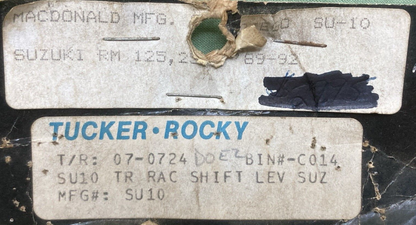 MACDONALD MFG. SU-10
SUZUKI RM 125, 89-92
TUCKER·ROCKY
T/R: 07-0724 BIN#-C014
SU10 TR RAC SHIFT LEV SUZ
MFG#: SU10